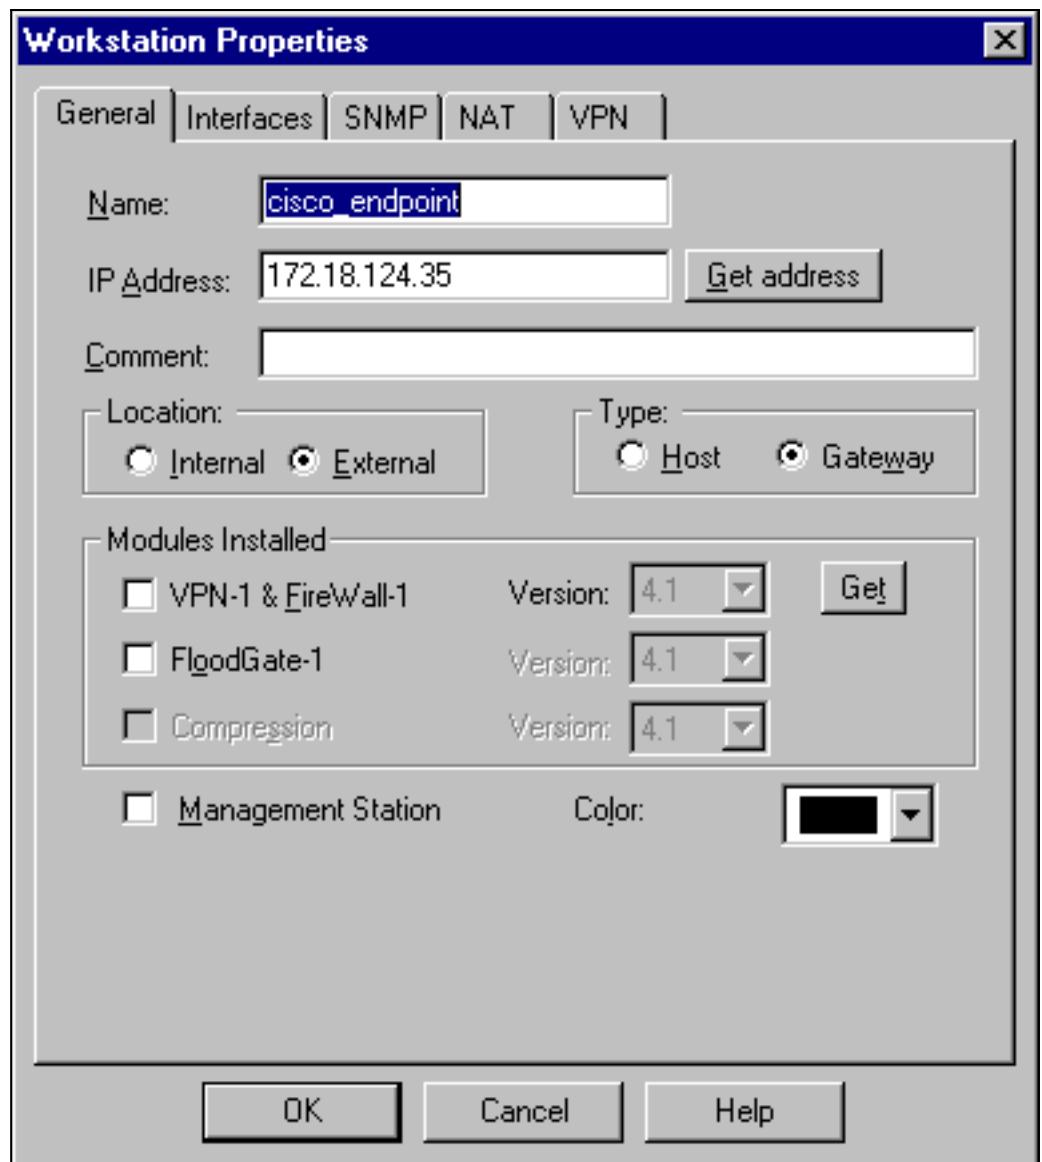 Workstation Properties
General Interfaces SNMP NAT VPN
Name: cisco_endpoint
IP Address: 172.18.124.35 Get address
Comment:
Location: Type:
Internal External Host Gateway
Modules Installed
VPN-1 & FireWall-1 Version: 4.1 Get
FloodGate-1 Version: 4.1
Compression Version: 4.1
Management Station Color:
OK Cancel Help